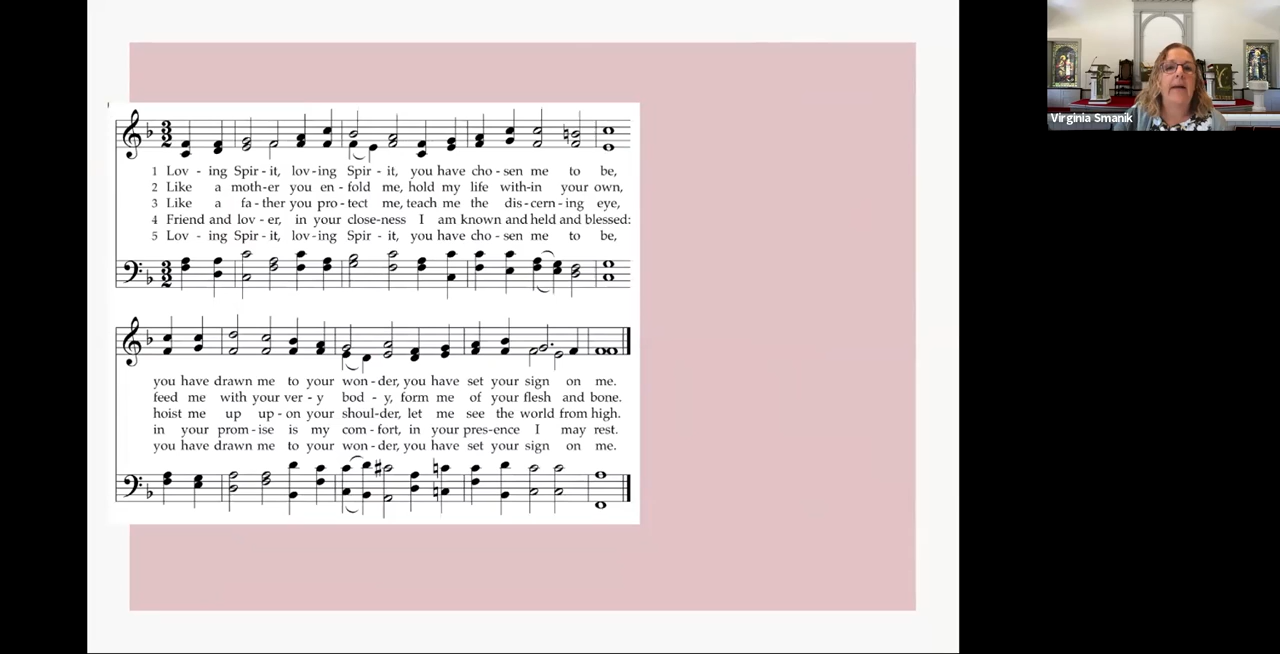 1 Lov - ing Spir - it, lov - ing Spir - it, you have cho - sen me to be,
2 Like a moth - er you en - fold me, hold my life with - in your own,
3 Like a fa - ther you pro - tect me, teach me the dis - cern - ing eye,
4 Friend and lov - er, in your close - ness I am known and held and blessed:
5 Lov - ing Spir - it, lov - ing Spir - it, you have cho - sen me to be,
you have drawn me to your won - der, you have set your sign on me.
feed me with your ver - y bod - y, form me of your flesh and bone.
hoist me up up - on your shoul - der, let me see the world from high.
in your prom - ise is my com - fort, in your pres - ence I may rest.
you have drawn me to your won - der, you have set your sign on me.
Virginia Smanik